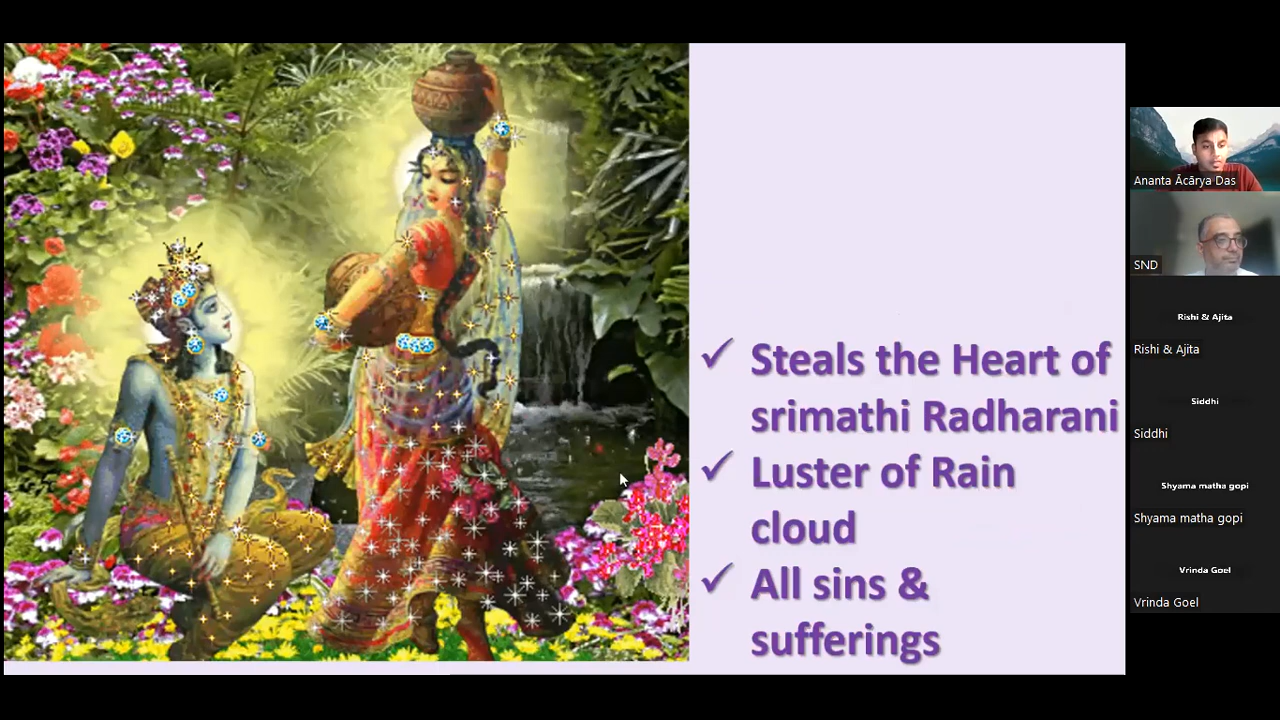 ✓ Steals the Heart of
srimathi Radharani
✓ Luster of Rain
cloud
✓ All sins &
sufferings
Ananta Ācārya Das
SND
Rishi & Ajita
Rishi & Ajita
Siddhi
Siddhi
Shyama matha gopi
Shyama matha gopi
Vrinda Goel
Vrinda Goel